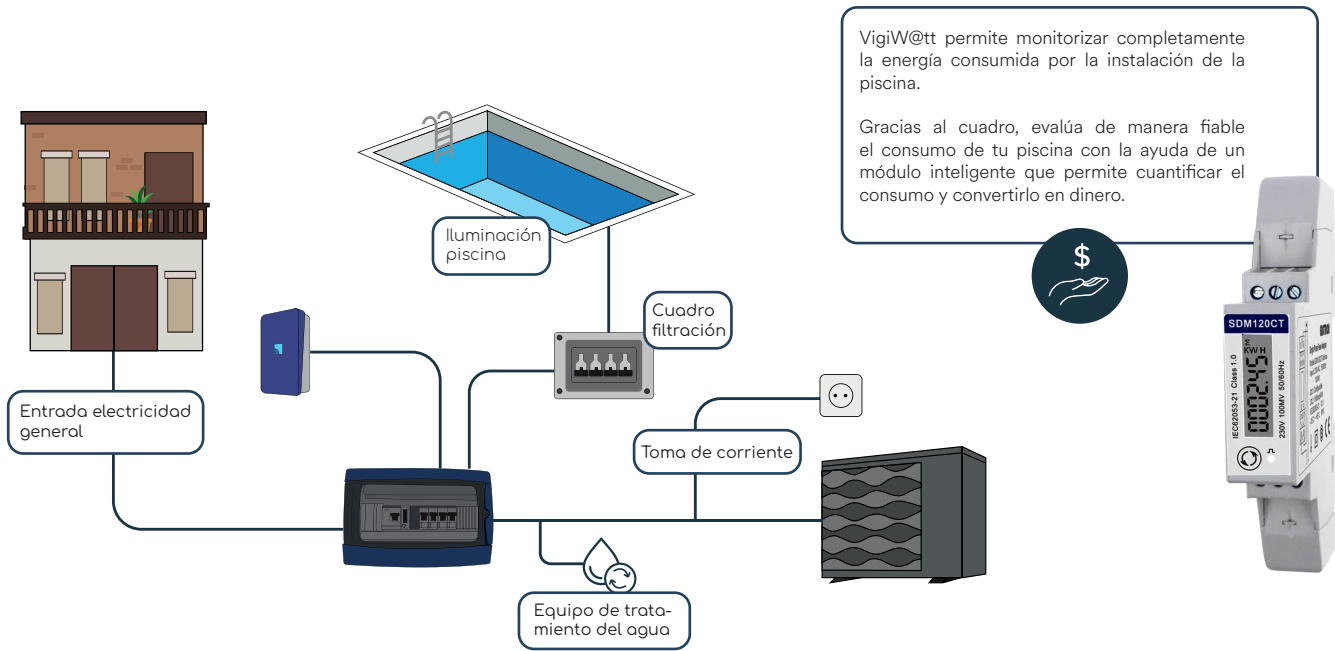 VigiW@tt permite monitorizar completamente
la energía consumida por la instalación de la
piscina.
Gracias al cuadro, evalúa de manera fiable
el consumo de tu piscina con la ayuda de un
módulo inteligente que permite cuantificar el
consumo y convertirlo en dinero.
$
Iluminación
piscina
Cuadro
filtración
Entrada electricidad
general
Toma de corriente
Equipo de trata-
miento del agua
SDM120CT
IEC62053-21 Class 1.0
KWH
0002.45
230V 100MV 50/60Hz